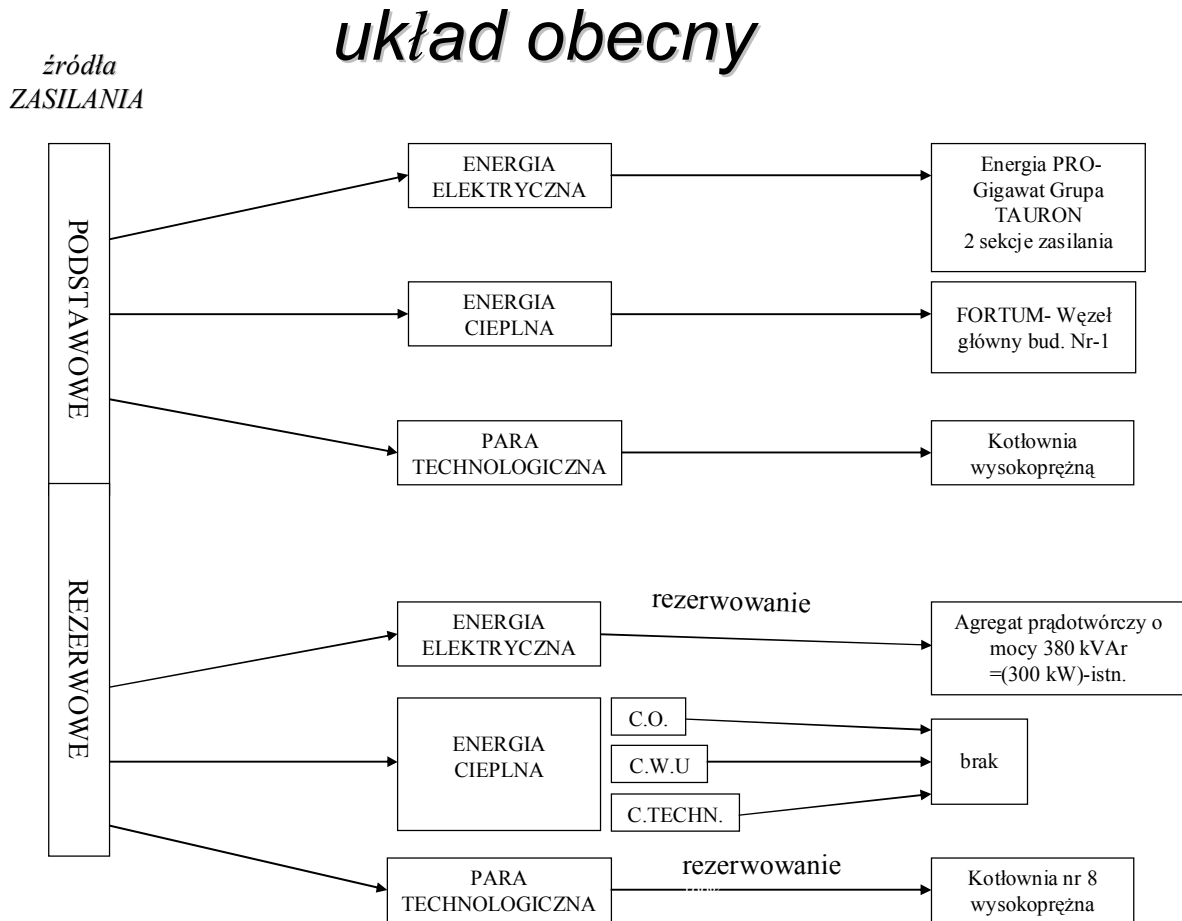 układ obecny
źródła
ZASILANIA
PODSTAWOWE
ENERGIA
ELEKTRYCZNA
Energia PRO-
Gigawat Grupa
TAURON
2 sekcje zasilania
ENERGIA
CIEPLNA
FORTUM- Węzeł
główny bud. Nr-1
PARA
TECHNOLOGICZNA
Kotłownia
wysokoprężną
REZERWOWE
ENERGIA
ELEKTRYCZNA
rezerwowanie
Agregat prądotwórczy o
mocy 380 kVAr
=(300 kW)-istn.
ENERGIA
CIEPLNA
C.O.
C.W.U
C.TECHN.
brak
PARA
TECHNOLOGICZNA
rezerwowanie
Kotłownia nr 8
wysokoprężna